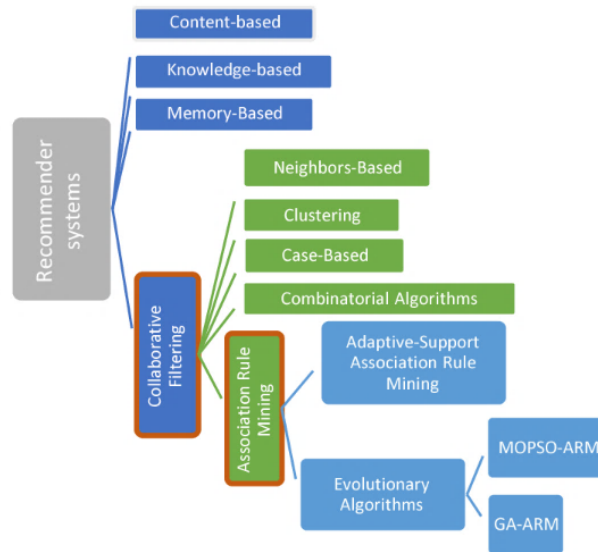 Content-based
Knowledge-based
Memory-Based
Recommender
systems
Neighbors-Based
Clustering
Case-Based
Combinatorial Algorithms
Collaborative
Filtering
Association Rule
Mining
Adaptive-Support
Association Rule
Mining
Evolutionary
Algorithms
MOPSO-ARM
GA-ARM